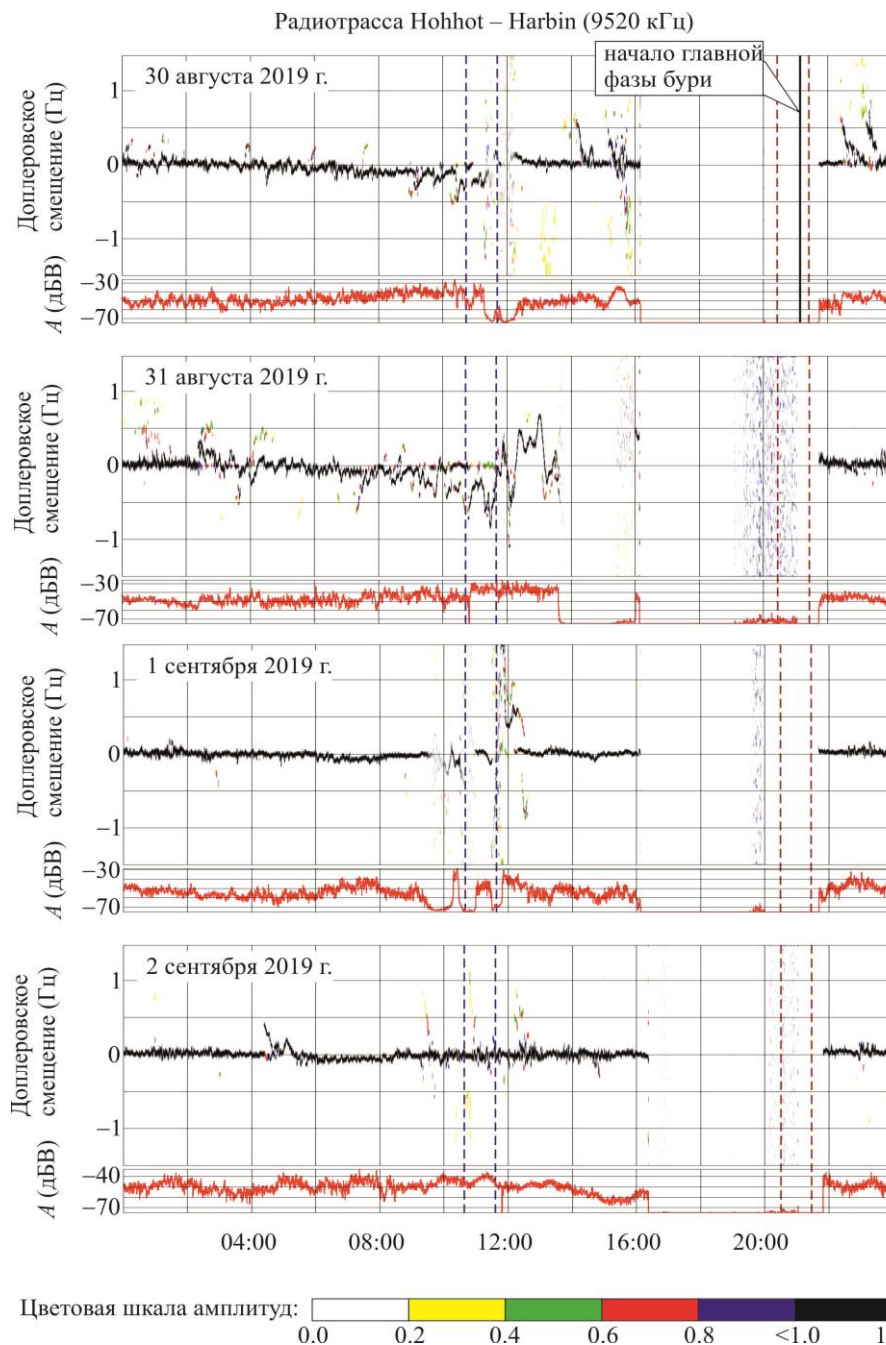 Радиотрасса Hohhot – Harbin (9520 кГц)
начало главной
фазы бури
30 августа 2019 г.
Доплеровское
смещение (Гц)
1
0
–1
A (дБВ)
–30
–70
31 августа 2019 г.
Доплеровское
смещение (Гц)
1
0
–1
A (дБВ)
–30
–70
1 сентября 2019 г.
Доплеровское
смещение (Гц)
1
0
–1
A (дБВ)
–30
–70
2 сентября 2019 г.
Доплеровское
смещение (Гц)
1
0
–1
A (дБВ)
–40
–70
04:00 08:00 12:00 16:00 20:00
Цветовая шкала амплитуд:
0.0 0.2 0.4 0.6 0.8 <1.0 1